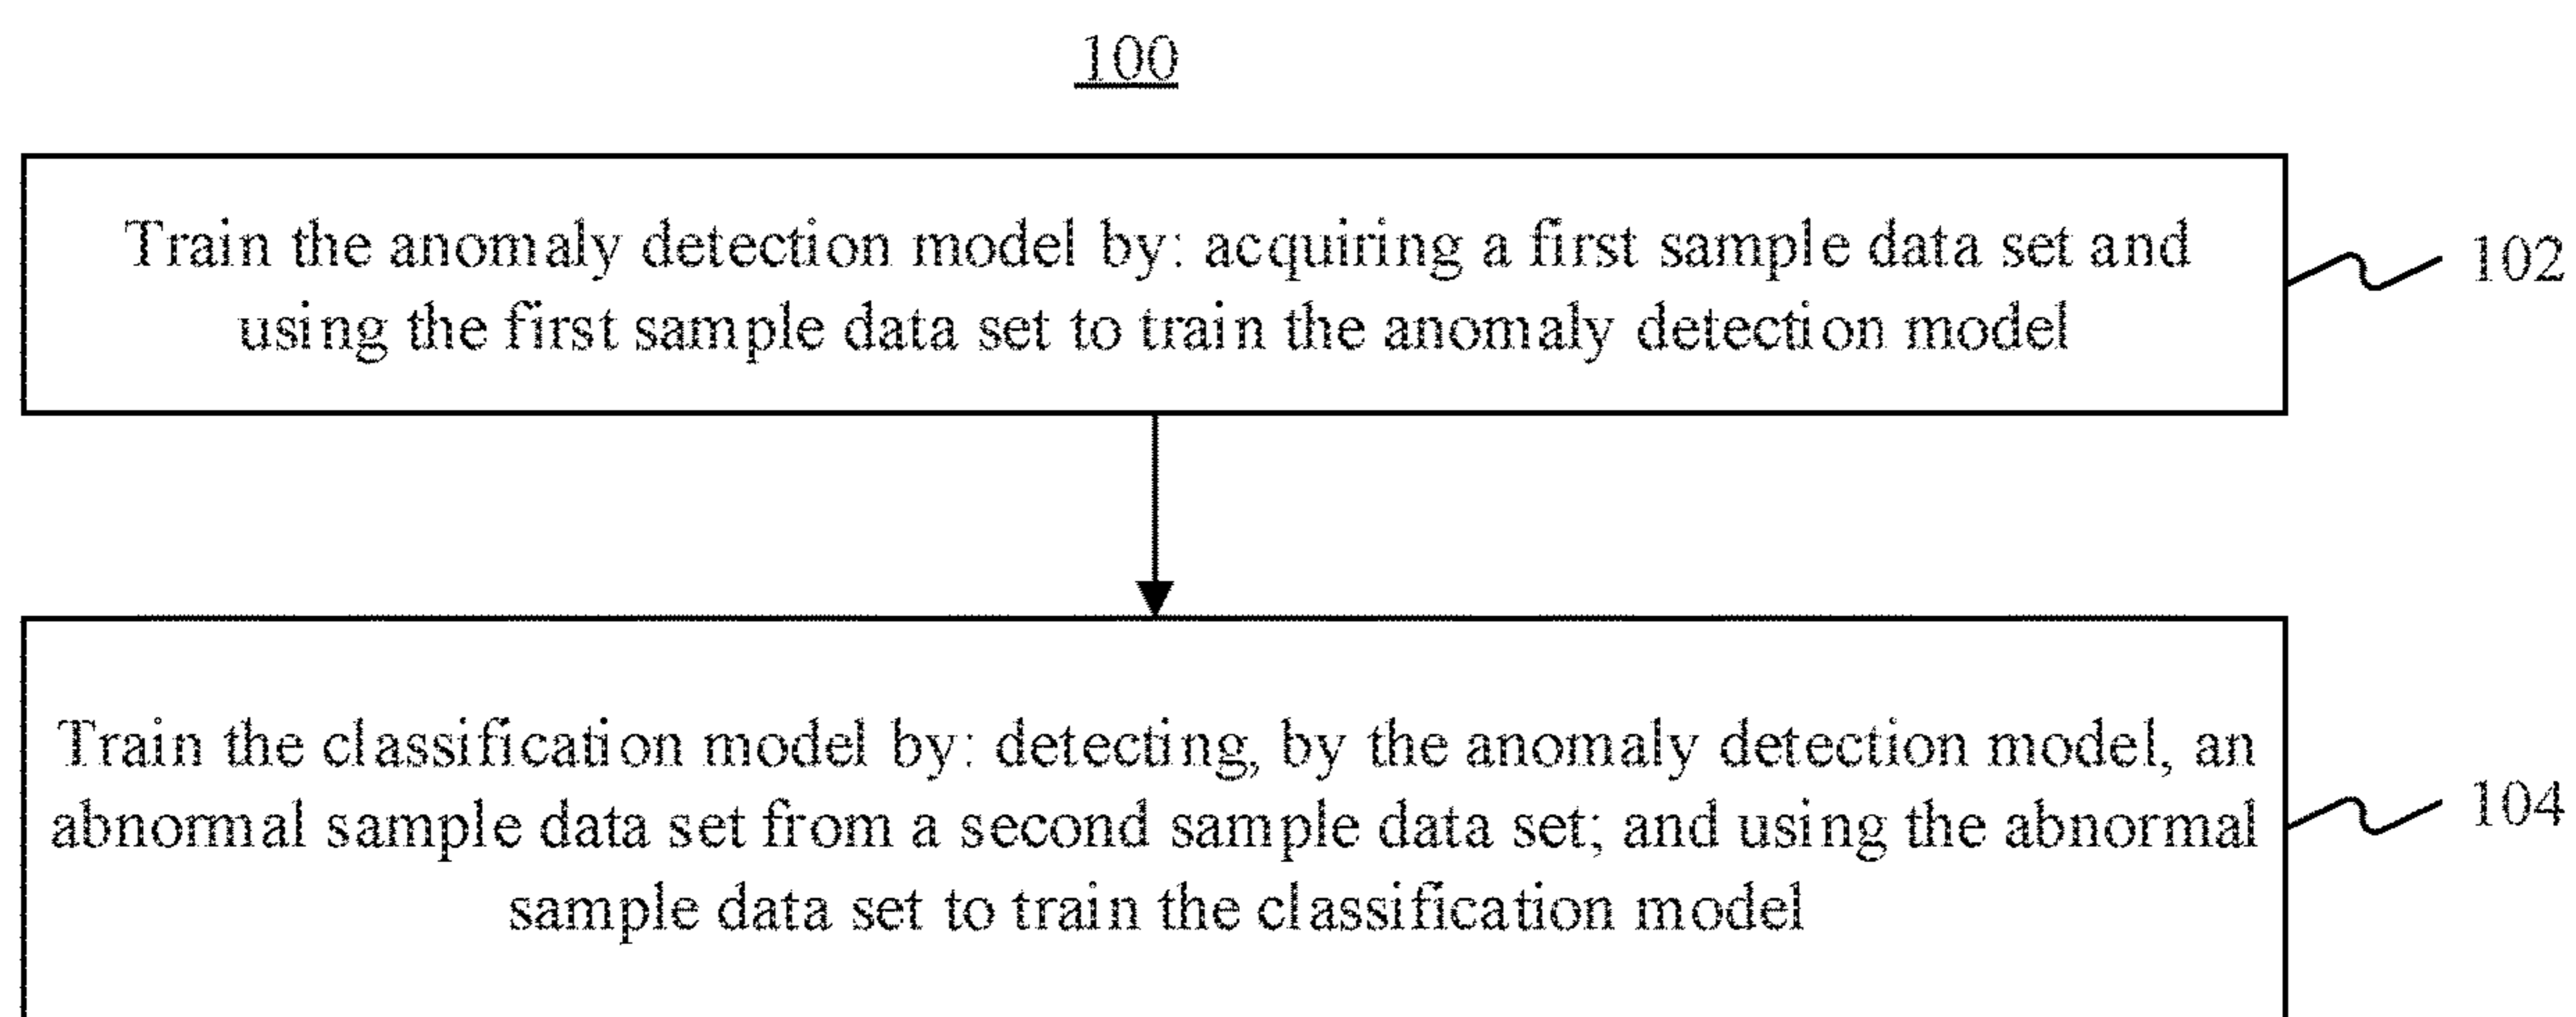 100
Train the anomaly detection model by: acquiring a first sample data set and
using the first sample data set to train the anomaly detection model
102
Train the classification model by: detecting, by the anomaly detection model, an
abnormal sample data set from a second sample data set; and using the abnormal
sample data set to train the classification model
104